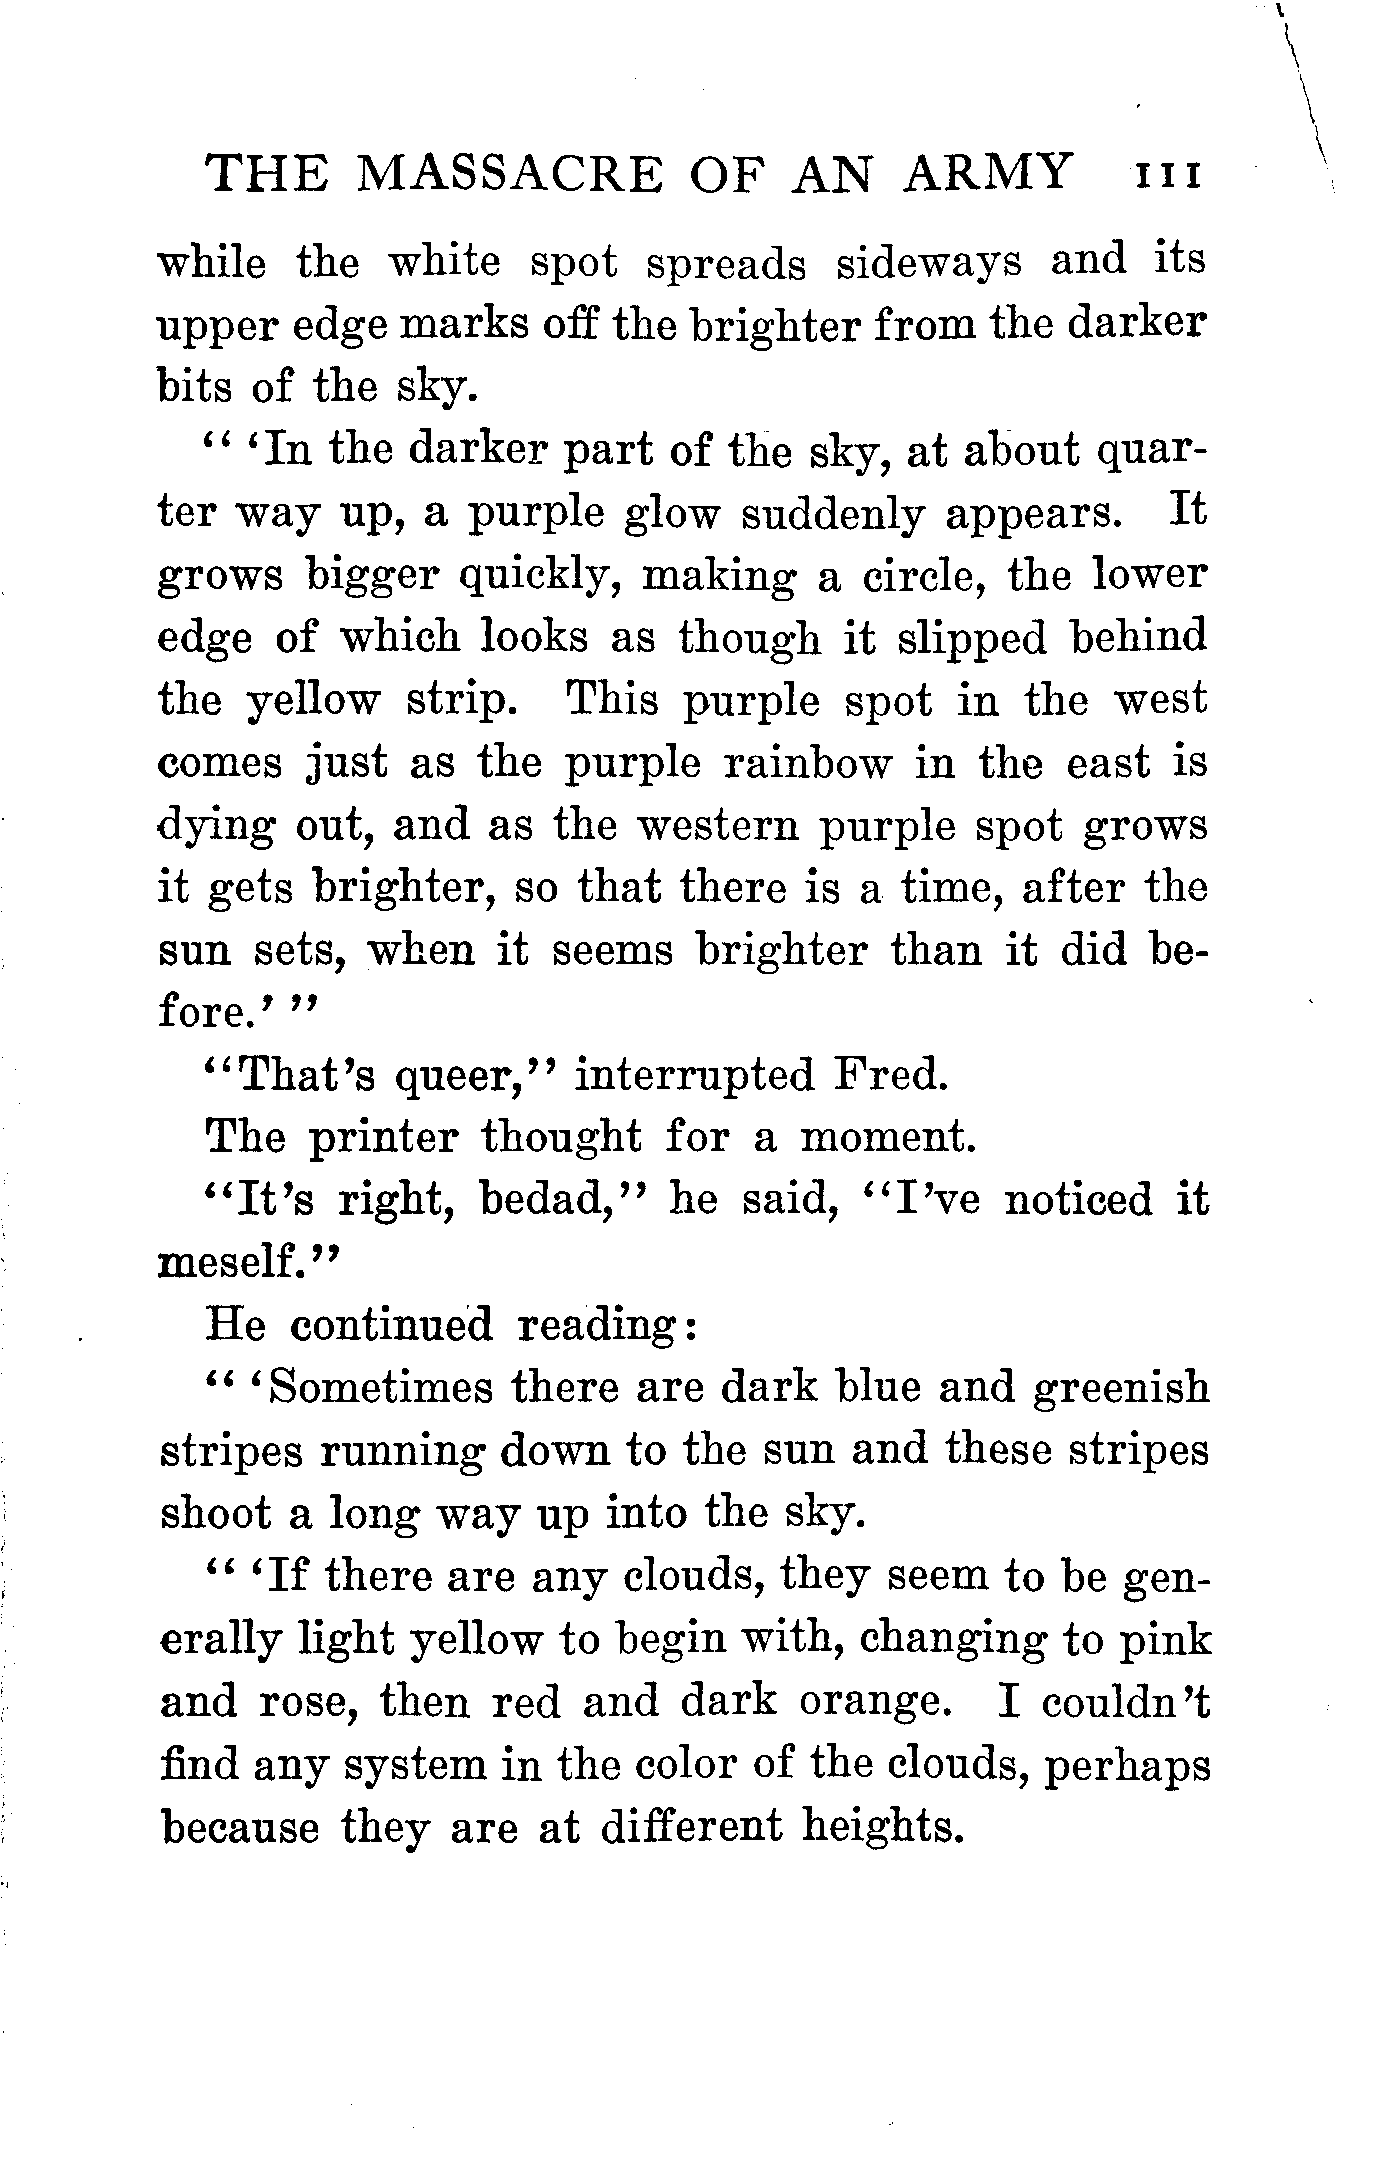 THE MASSACRE OF AN ARMY 111
while the white spot spreads sideways and its
upper edge marks off the brighter from the darker
bits of the sky.
" 'In the darker part of the sky, at about quar-
ter way up, a purple glow suddenly appears. It
grows bigger quickly, making a circle, the lower
edge of which looks as though it slipped behind
the yellow strip. This purple spot in the west
comes just as the purple rainbow in the east is
dying out, and as the western purple spot grows
it gets brighter, so that there is a time, after the
sun sets, when it seems brighter than it did be-
fore.' "
"That's queer," interrupted Fred.
The printer thought for a moment.
"It's right, bedad," he said, "I've noticed it
meself."
He continued reading:
" 'Sometimes there are dark blue and greenish
stripes running down to the sun and these stripes
shoot a long way up into the sky.
" 'If there are any clouds, they seem to be gen-
erally light yellow to begin with, changing to pink
and rose, then red and dark orange. I couldn't
find any system in the color of the clouds, perhaps
because they are at different heights.